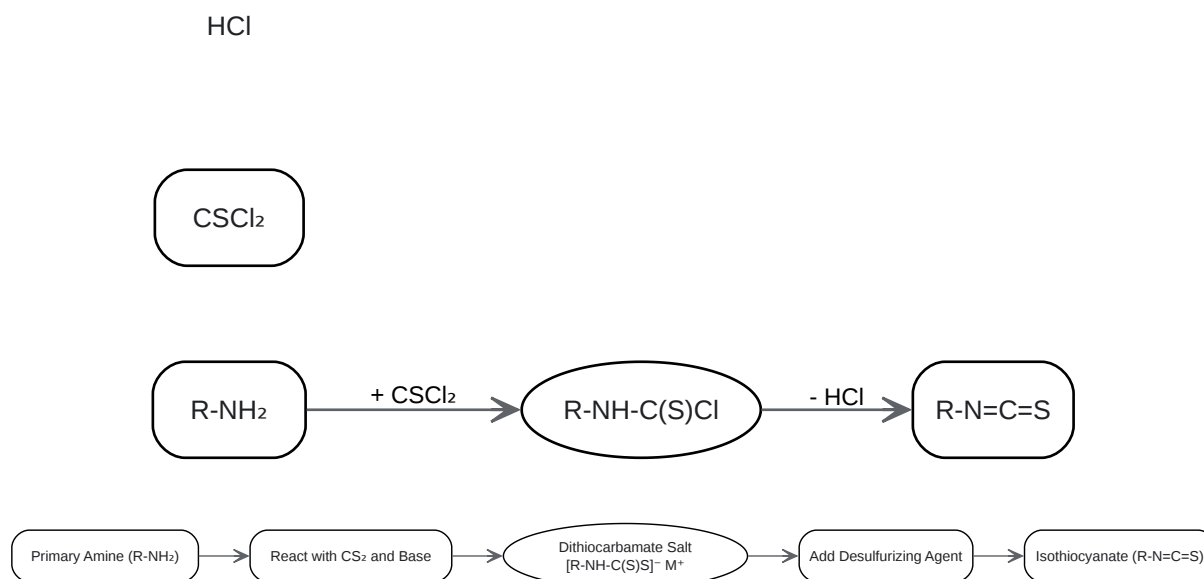 HCl
CSCl₂
R-NH₂
+ CSCl₂
R-NH-C(S)Cl
- HCl
R-N=C=S
Primary Amine (R-NH₂)
React with CS₂ and Base
Dithiocarbamate Salt
[R-NH-C(S)S]⁻ M⁺
Add Desulfurizing Agent
Isothiocyanate (R-N=C=S)